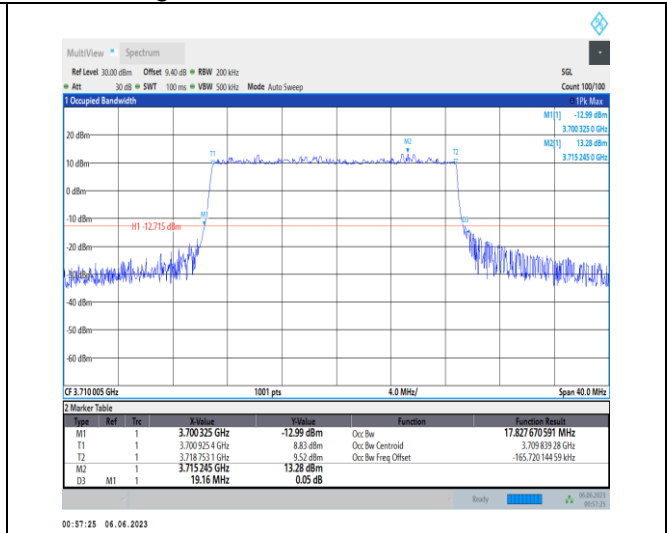 MultiView Spectrum
Ref Level 30.00 dBm Offset 9.40 dB RBW 200 kHz SGL
Att 30 dB SWT 100 ms VBW 500 kHz Mode Auto Sweep Count 100/100
1 Occupied Bandwidth 1Pk Max
M1[1] -12.99 dBm
3.700 325 0 GHz
20 dBm M2[1] 13.28 dBm
3.715 245 0 GHz
M2
T1 T2
10 dBm
0 dBm
M1
-10 dBm D3
H1 -12.715 dBm
-20 dBm
-30 dBm
-40 dBm
-50 dBm
-60 dBm
CF 3.710 005 GHz 1001 pts 4.0 MHz/ Span 40.0 MHz
2 Marker Table
Type Ref Trc X-Value Y-Value Function Function Result
M1 1 3.700 325 GHz -12.99 dBm Occ Bw 17.827 670 591 MHz
T1 1 3.700 925 4 GHz 8.83 dBm Occ Bw Centroid 3.709 839 28 GHz
T2 1 3.718 753 1 GHz 9.52 dBm Occ Bw Freq Offset -165.720 144 59 kHz
M2 1 3.715 245 GHz 13.28 dBm
D3 M1 1 19.16 MHz 0.05 dB
Ready 06.06.2023
00:57:25
00:57:25 06.06.2023